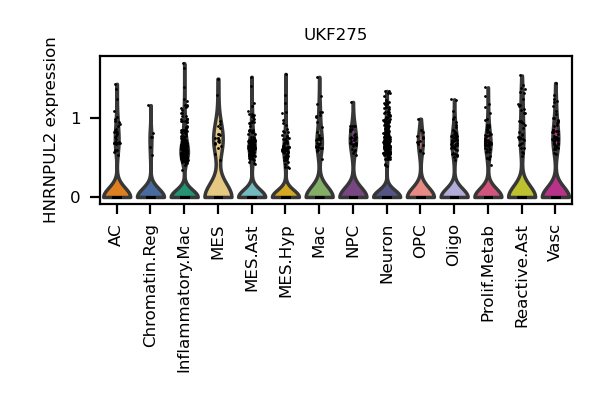 UKF275
HNRNPUL2 expression
1
0
AC
Chromatin.Reg
Inflammatory.Mac
MES
MES.Ast
MES.Hyp
Mac
NPC
Neuron
OPC
Oligo
Prolif.Metab
Reactive.Ast
Vasc